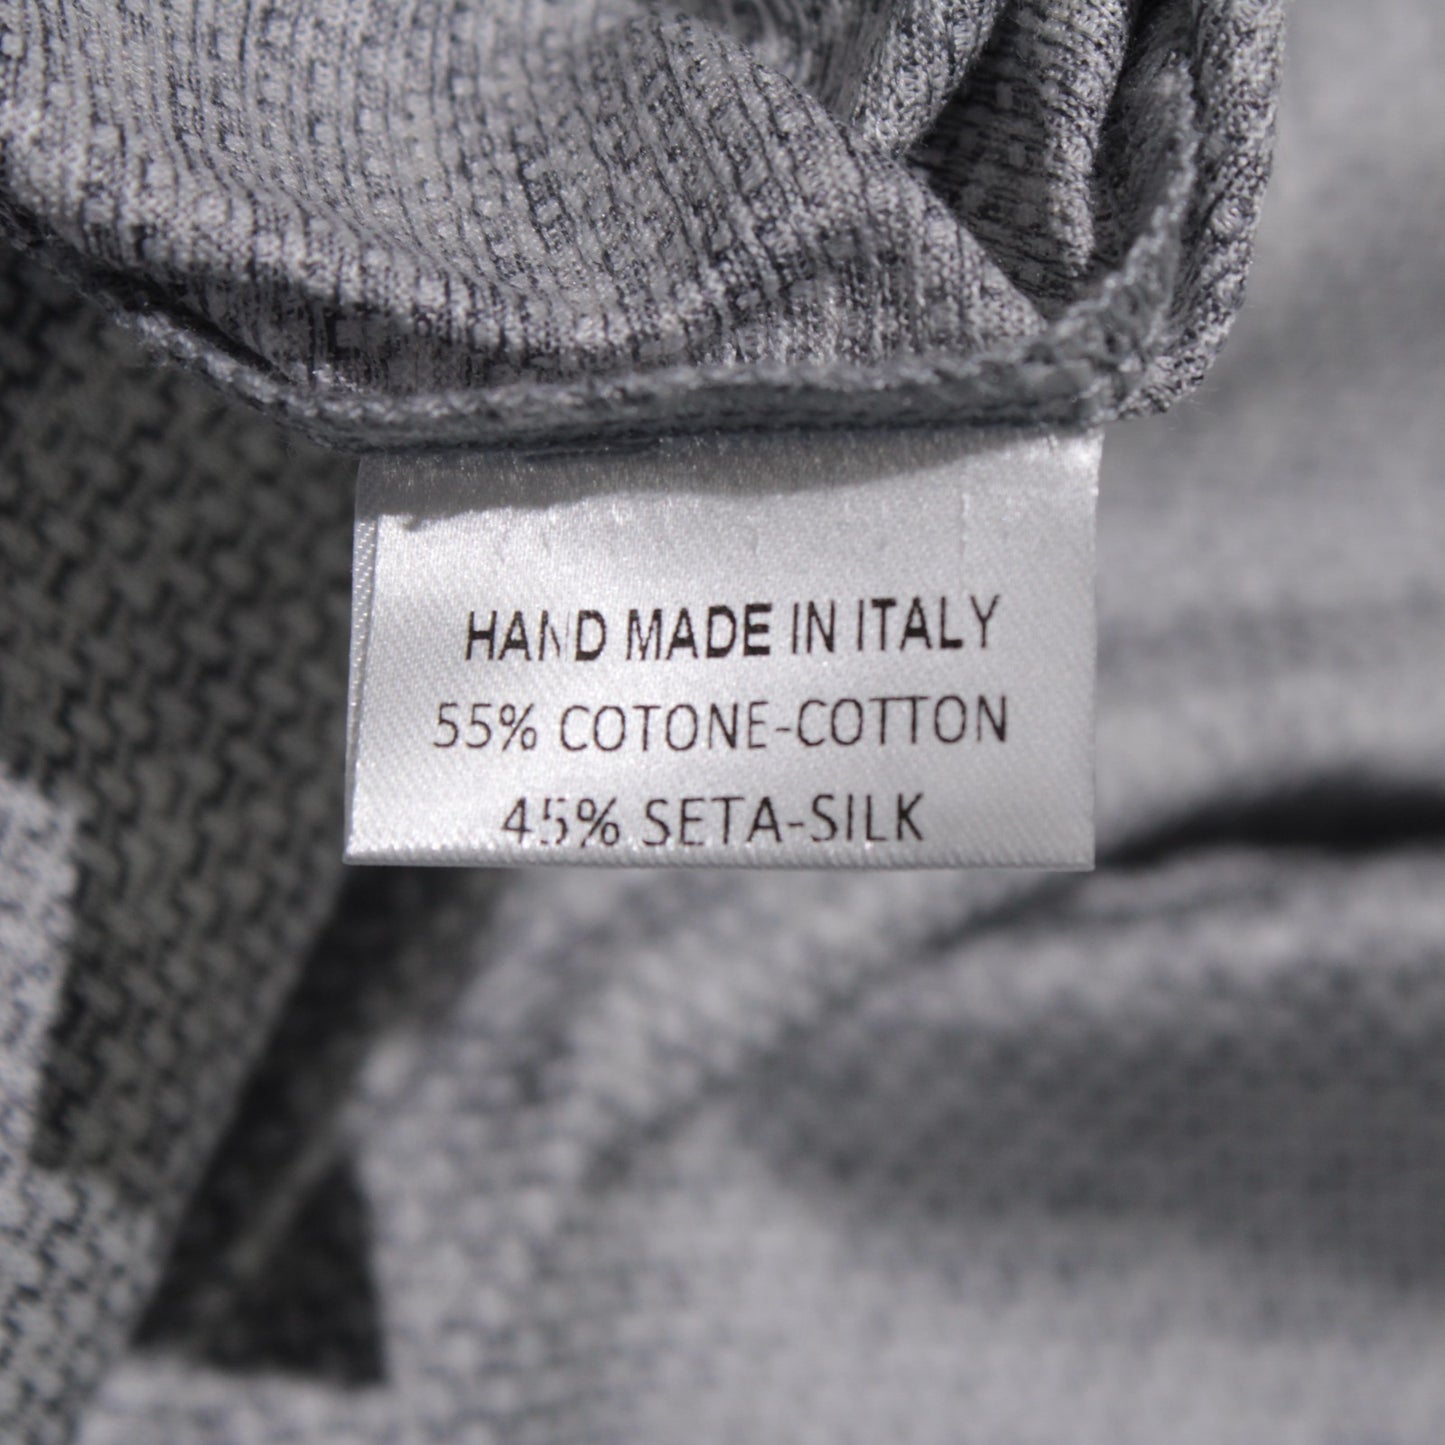 HAND MADE IN ITALY
55% COTONE-COTTON
45% SETA-SILK